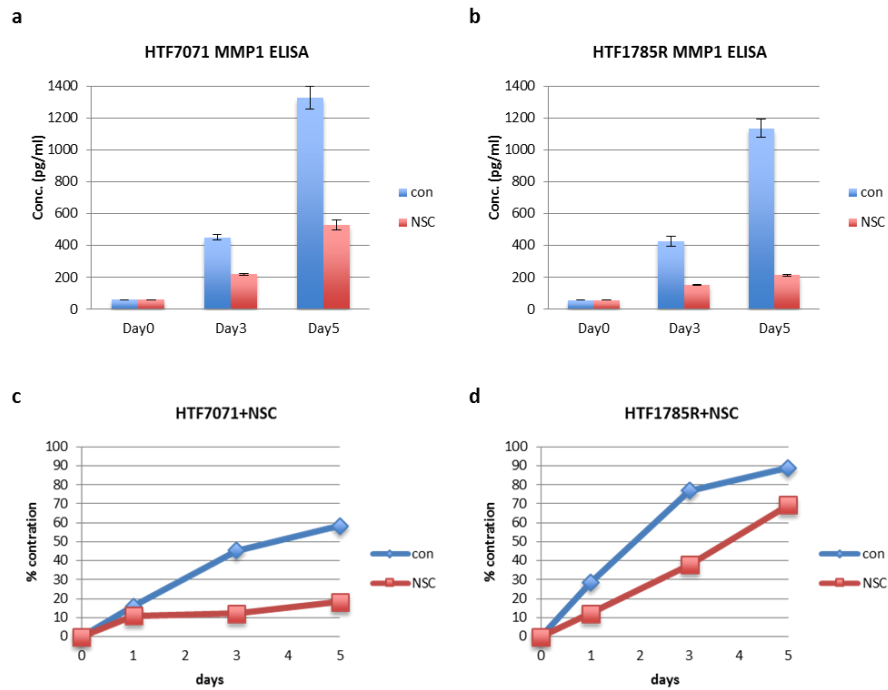 a
HTF7071 MMP1 ELISA
Conc. (pg/ml)
1400
1200
1000
800
600
400
200
0
Day0 Day3 Day5
con
NSC
b
HTF1785R MMP1 ELISA
Conc. (pg/ml)
1400
1200
1000
800
600
400
200
0
Day0 Day3 Day5
con
NSC
c
HTF7071+NSC
% contration
100
90
80
70
60
50
40
30
20
10
0
0 1 2 3 4 5
days
con
NSC
d
HTF1785R+NSC
% contration
100
90
80
70
60
50
40
30
20
10
0
0 1 2 3 4 5
days
con
NSC